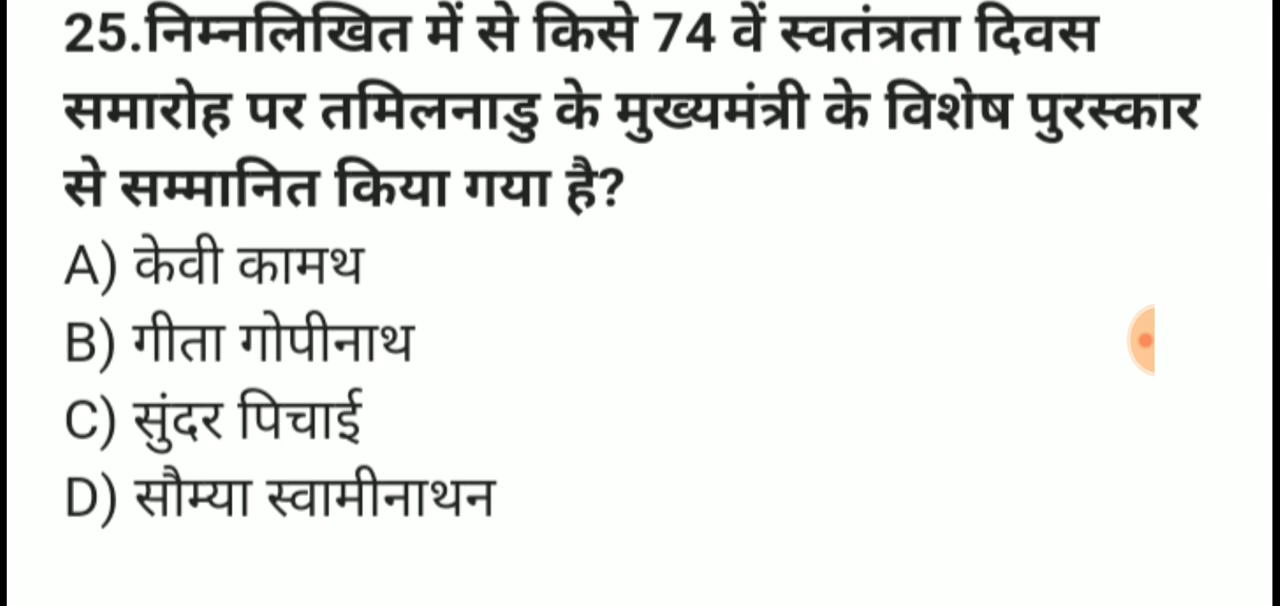 25.निम्नलिखित में से किसे 74 वें स्वतंत्रता दिवस
समारोह पर तमिलनाडु के मुख्यमंत्री के विशेष पुरस्कार
से सम्मानित किया गया है?
A) केवी कामथ
B) गीता गोपीनाथ
C) सुंदर पिचाई
D) सौम्या स्वामीनाथन